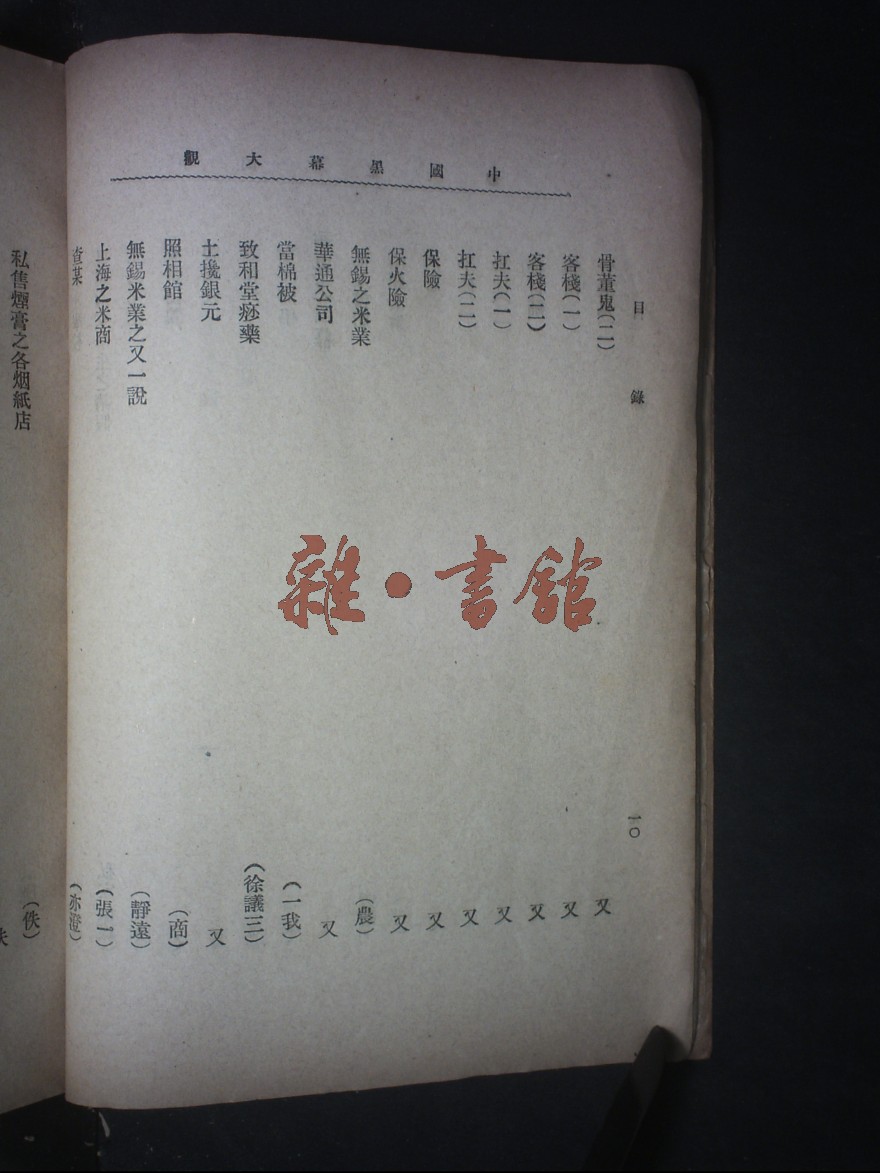 中國黑幕大觀
目錄
一〇
骨董鬼(二) 又
客棧(一) 又
客棧(二) 又
扛夫(一) 又
扛夫(二) 又
保險 又
保火險 又
無錫之米業 (農)
華通公司 又
當棉被 (一我)
致和堂痧藥 (徐議三)
土攙銀元 又
照相館 (商)
無錫米業之又一說 (靜遠)
上海之米商 (張一)
查某
私售煙膏之各烟紙店 (佚)
雜•書館